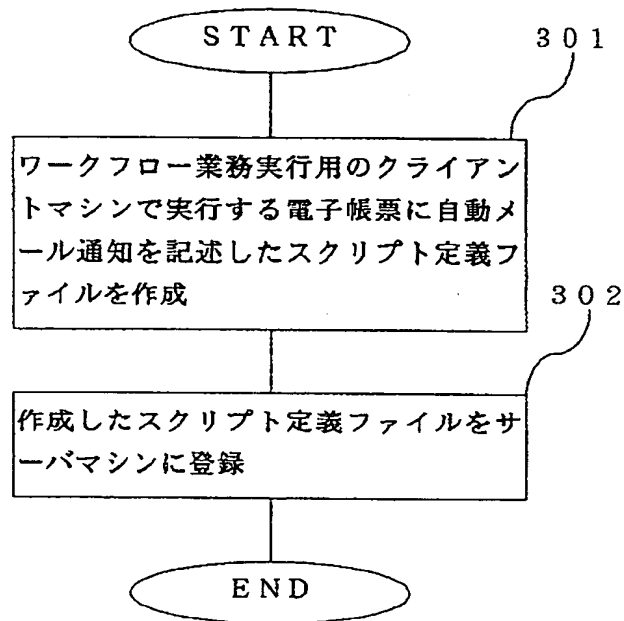 START
301
ワークフロー業務実行用のクライアン
トマシンで実行する電子帳票に自動メ
ール通知を記述したスクリプト定義フ
ァイルを作成
302
作成したスクリプト定義ファイルをサ
ーバマシンに登録
END